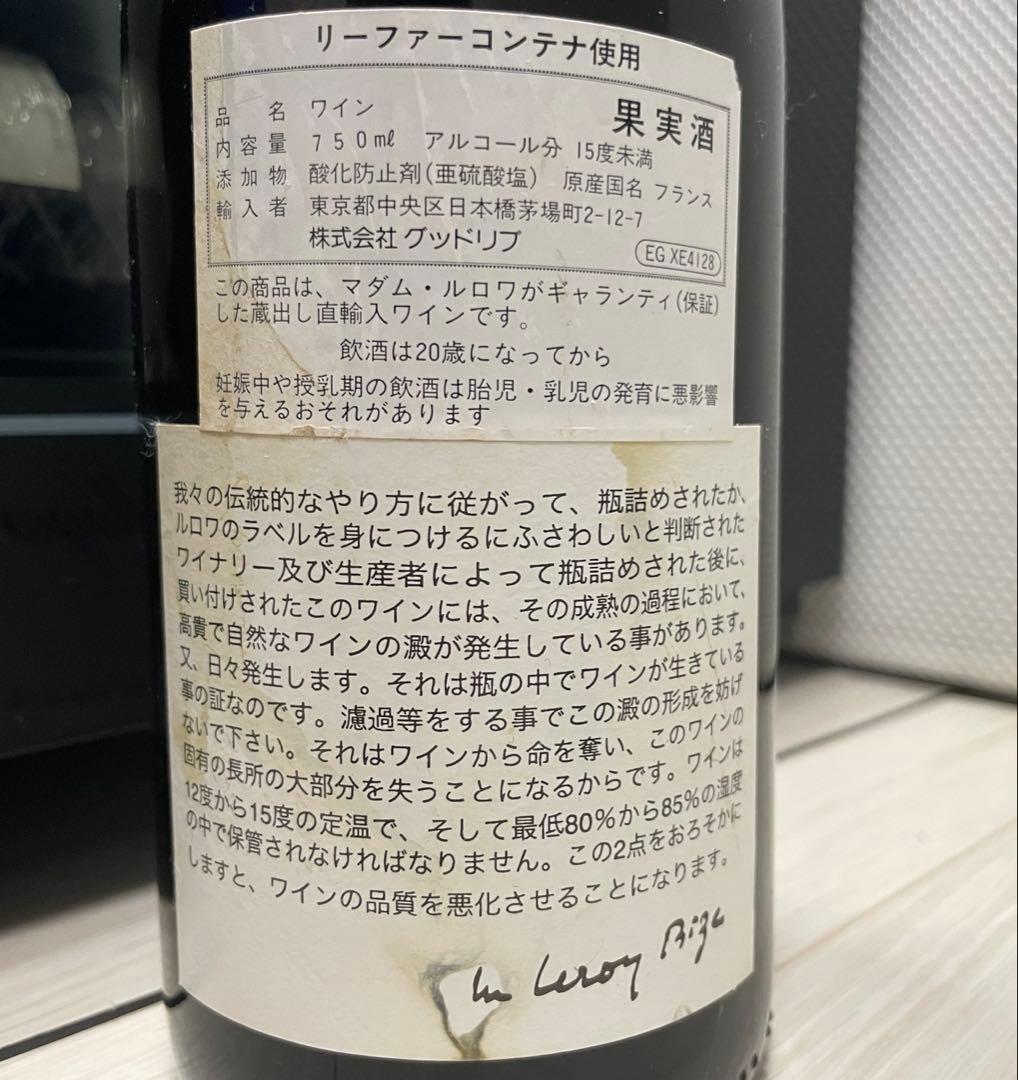 リーファーコンテナ使用
品名 ワイン 果実酒
内容量 750ml アルコール分 15度未満
添加物 酸化防止剤(亜硫酸塩) 原産国名 フランス
輸入者 東京都中央区日本橋茅場町2-12-7
株式会社 グッドリブ EG XE4128
この商品は、マダム・ルロワがギャランティ(保証)
した蔵出し直輸入ワインです。
飲酒は20歳になってから
妊娠中や授乳期の飲酒は胎児・乳児の発育に悪影響
を与えるおそれがあります
我々の伝統的なやり方に従がって、瓶詰めされたか、
ルロワのラベルを身につけるにふさわしいと判断された
ワイナリー及び生産者によって瓶詰めされた後に、
買い付けされたこのワインには、その成熟の過程において、
高貴で自然なワインの澱が発生している事があります。
又、日々発生します。それは瓶の中でワインが生きている
事の証なのです。濾過等をする事でこの澱の形成を妨げ
ないで下さい。それはワインから命を奪い、このワインの
固有の長所の大部分を失うことになるからです。ワインは
12度から15度の定温で、そして最低80%から85%の湿度
の中で保管されなければなりません。この2点をおろそかに
しますと、ワインの品質を悪化させることになります。
Leroy Bize